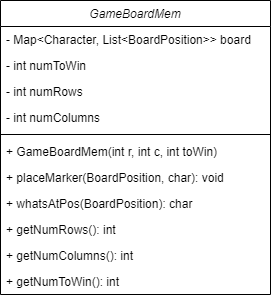 GameBoardMem
- Map<Character, List<BoardPosition>> board
- int numToWin
- int numRows
- int numColumns
+ GameBoardMem(int r, int c, int toWin)
+ placeMarker(BoardPosition, char): void
+ whatsAtPos(BoardPosition): char
+ getNumRows(): int
+ getNumColumns(): int
+ getNumToWin(): int